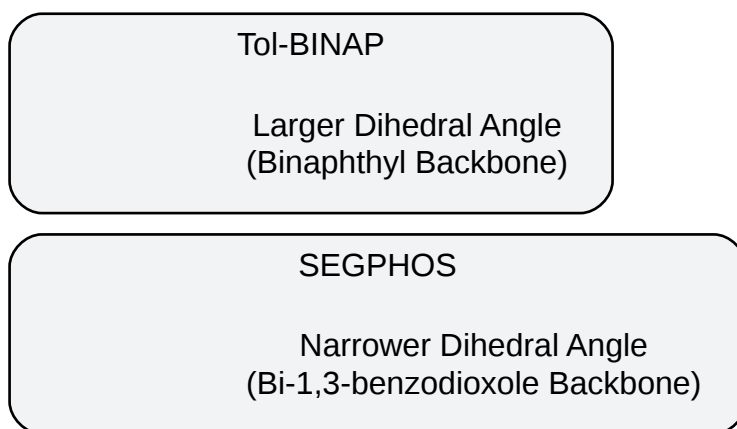 Tol-BINAP
Larger Dihedral Angle
(Binaphthyl Backbone)
SEGPHOS
Narrower Dihedral Angle
(Bi-1,3-benzodioxole Backbone)